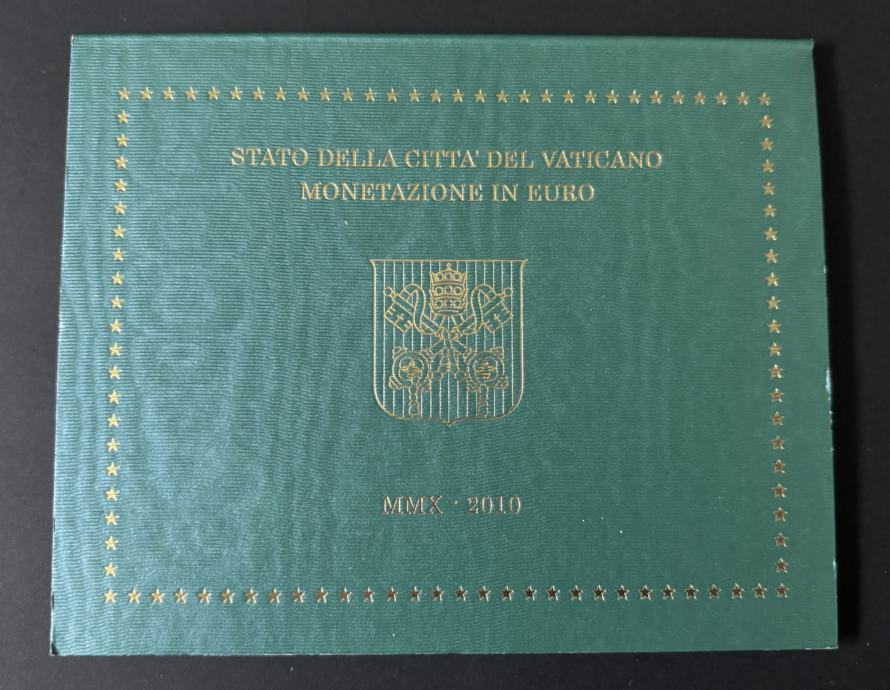 STATO DELLA CITTA' DEL VATICANO
MONETAZIONE IN EURO
MMX · 2010